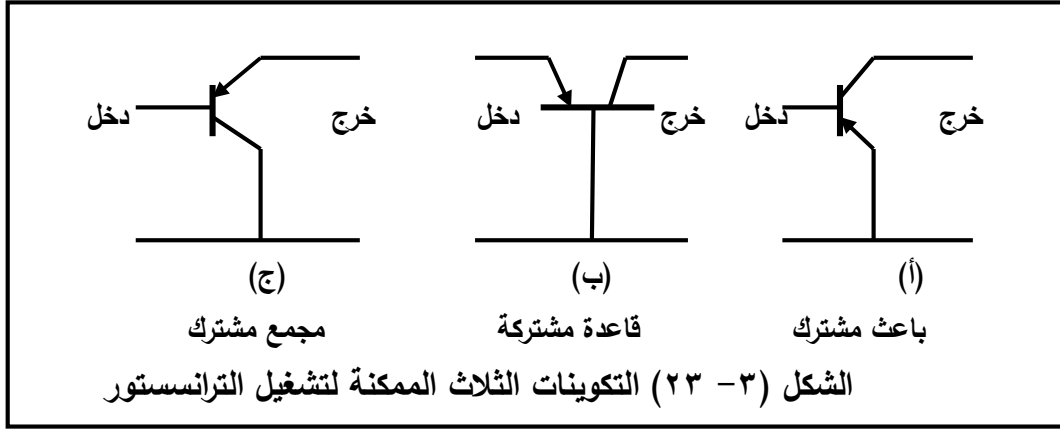 دخل خرج دخل خرج دخل خرج
(أ) (ب) (ج)
باعث مشترك قاعدة مشتركة مجمع مشترك
الشكل (٣- ٢٣) التكوينات الثلاث الممكنة لتشغيل الترانسستور